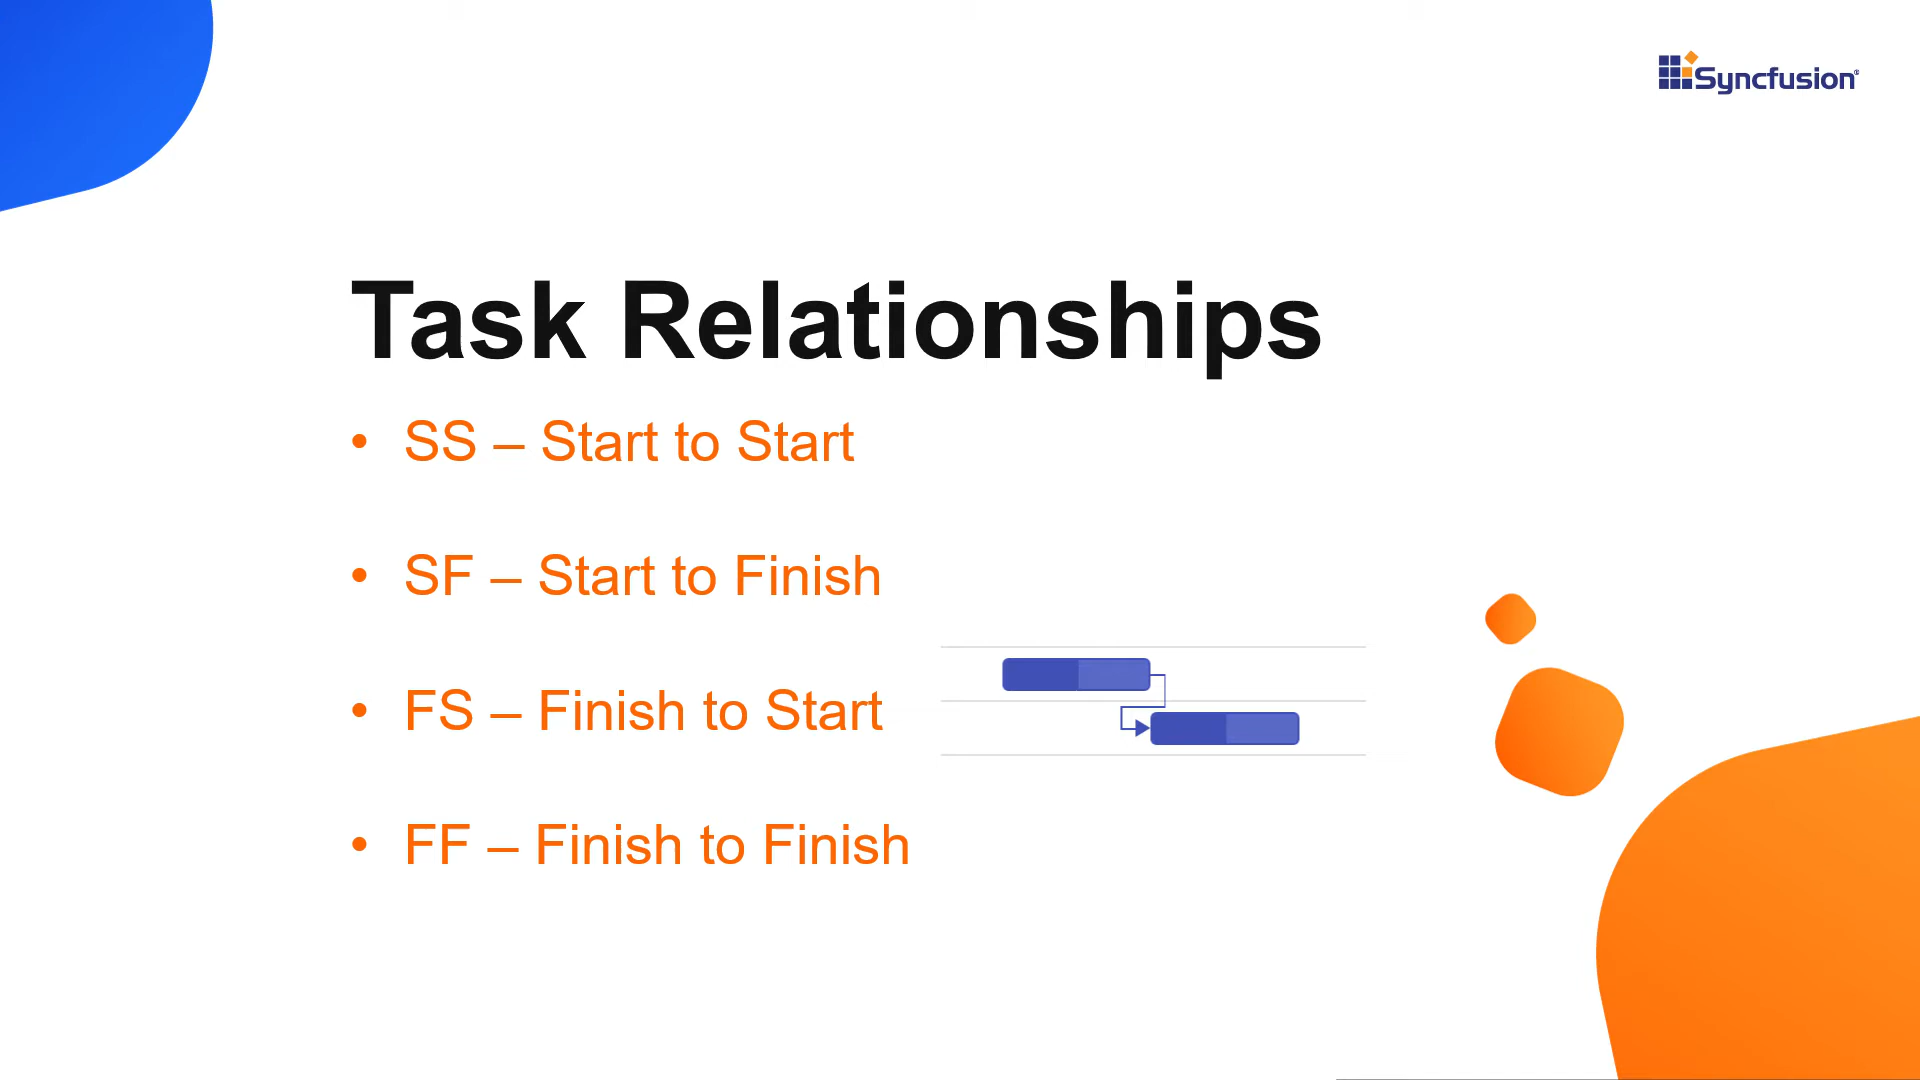 Syncfusion®
Task Relationships
• SS – Start to Start
• SF – Start to Finish
• FS – Finish to Start
• FF – Finish to Finish